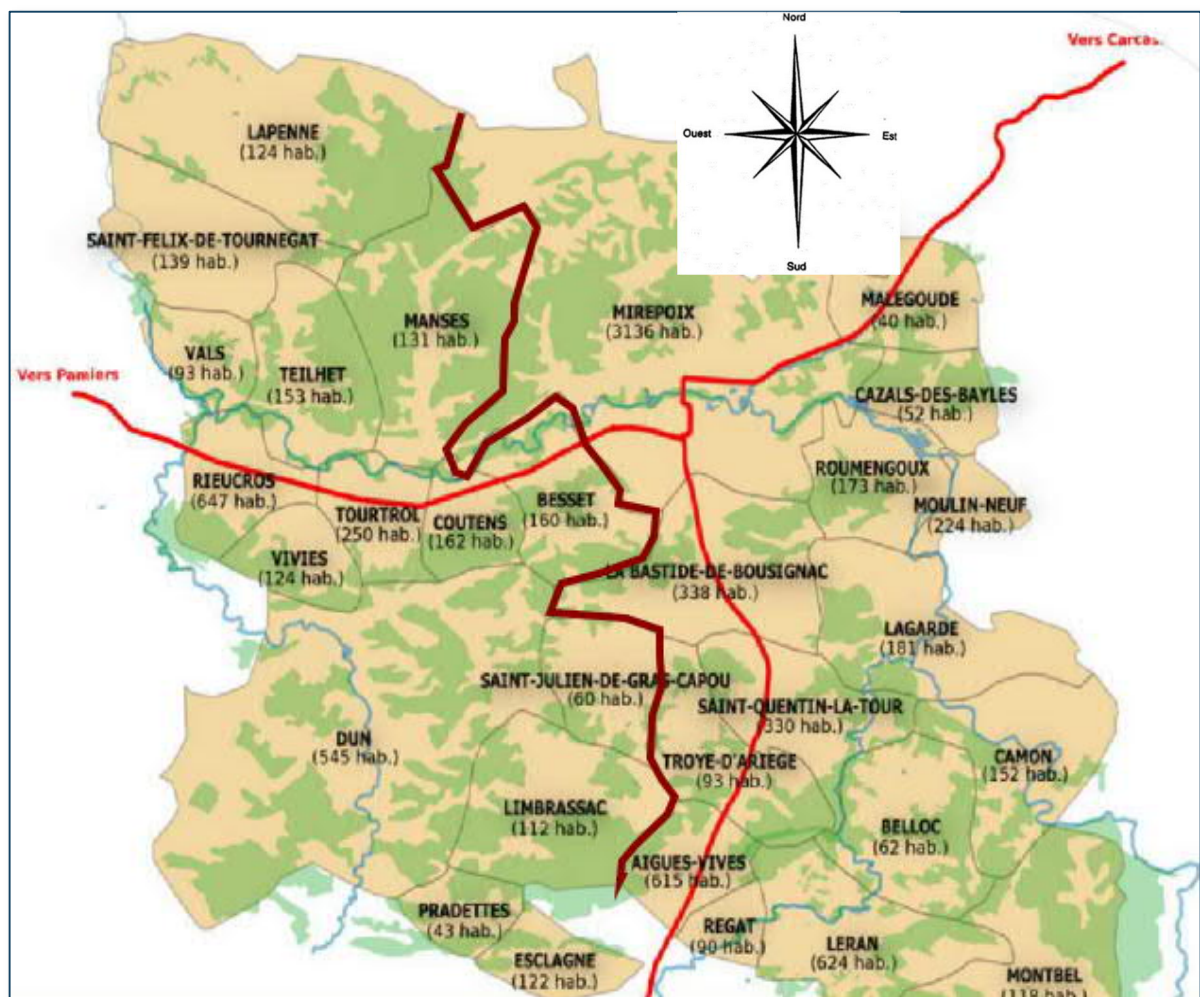 Nord
Vers Carcas.
Ouest
Est
Sud
LAPENNE
(124 hab.)
SAINT-FELIX-DE-TOURNEGAT
(139 hab.)
MANSES
(131 hab.)
MIREPOIX
(3136 hab.)
MALEGOUDE
(40 hab.)
VALS
(93 hab.)
TEILHET
(153 hab.)
Vers Pamiers
CAZALS-DES-BAYLES
(52 hab.)
RIEUCROS
(647 hab.)
TOURTROL
(250 hab.)
COUTENS
(162 hab.)
BESSET
(160 hab.)
ROUMENGOUX
(173 hab.)
MOULIN-NEUF
(224 hab.)
VIVIES
(124 hab.)
LA BASTIDE-DE-BOUSIGNAC
(338 hab.)
LAGARDE
(181 hab.)
SAINT-JULIEN-DE-GRAS-CAPOU
(60 hab.)
SAINT-QUENTIN-LA-TOUR
(330 hab.)
DUN
(545 hab.)
TROYE-D'ARIEGE
(93 hab.)
CAMON
(152 hab.)
LIMBRASSAC
(112 hab.)
BELLOC
(62 hab.)
AIGUES-VIVES
(615 hab.)
PRADETTES
(43 hab.)
REGAT
(90 hab.)
LERAN
(624 hab.)
ESCLAGNE
(122 hab.)
MONTBEL
(118 hab.)